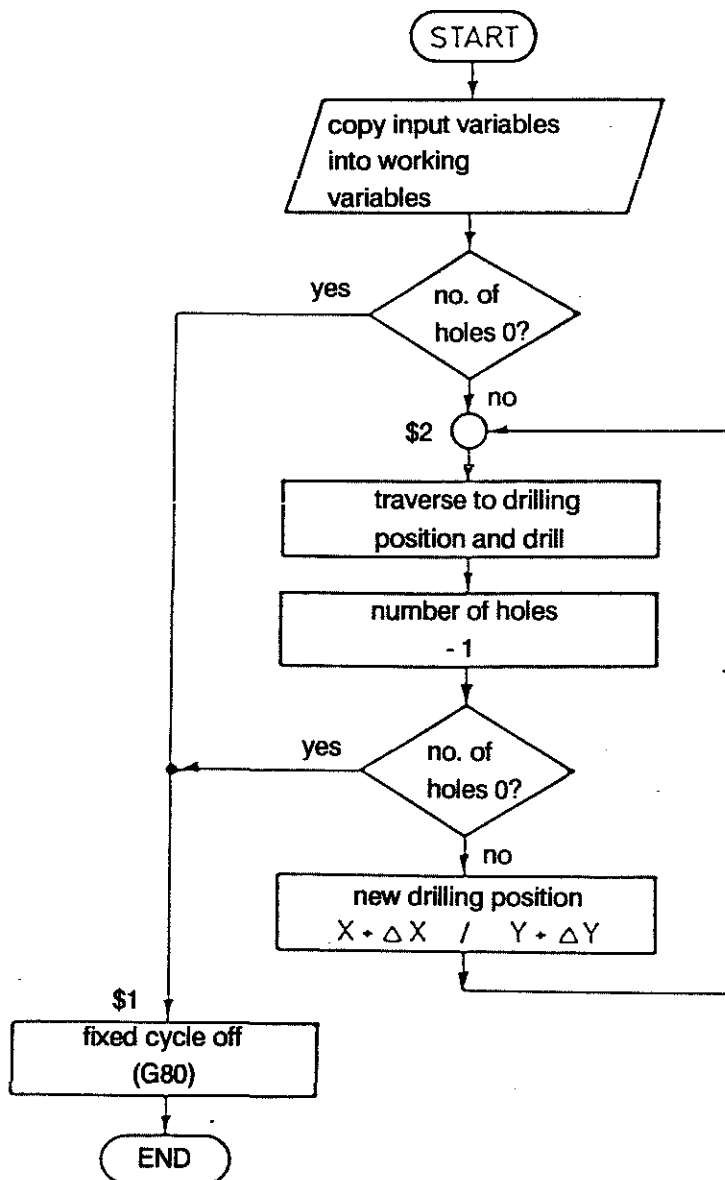 START
copy input variables
into working
variables
yes
no. of
holes 0?
no
$2
traverse to drilling
position and drill
number of holes
- 1
yes
no. of
holes 0?
no
new drilling position
X + △ X / Y + △ Y
$1
fixed cycle off
(G80)
END